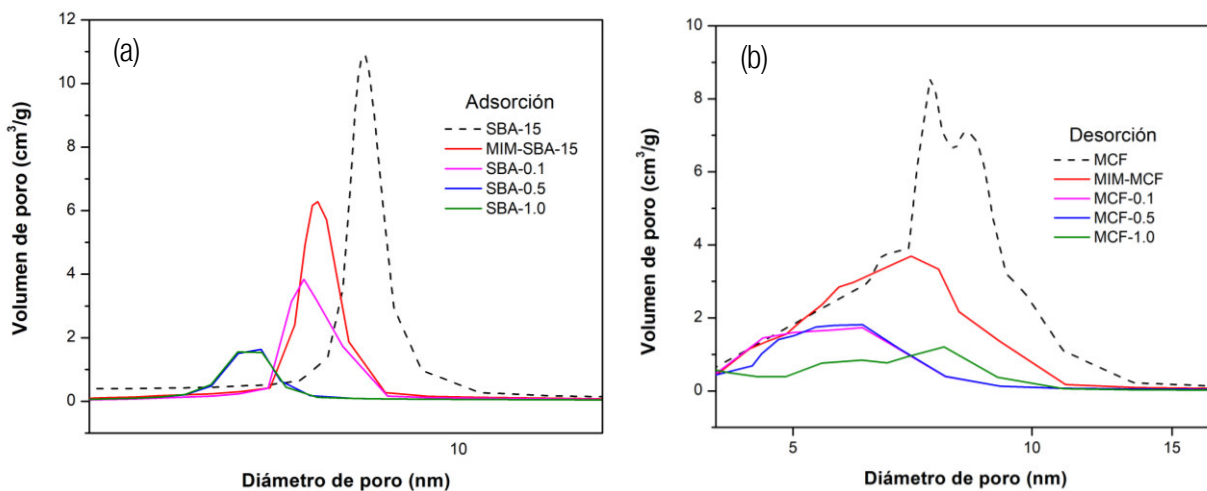 (a)
Adsorción
SBA-15
MIM-SBA-15
SBA-0.1
SBA-0.5
SBA-1.0
Volumen de poro (cm³/g)
12
10
8
6
4
2
0
10
Diámetro de poro (nm)
(b)
Desorción
MCF
MIM-MCF
MCF-0.1
MCF-0.5
MCF-1.0
Volumen de poro (cm³/g)
10
8
6
4
2
0
5 10 15
Diámetro de poro (nm)